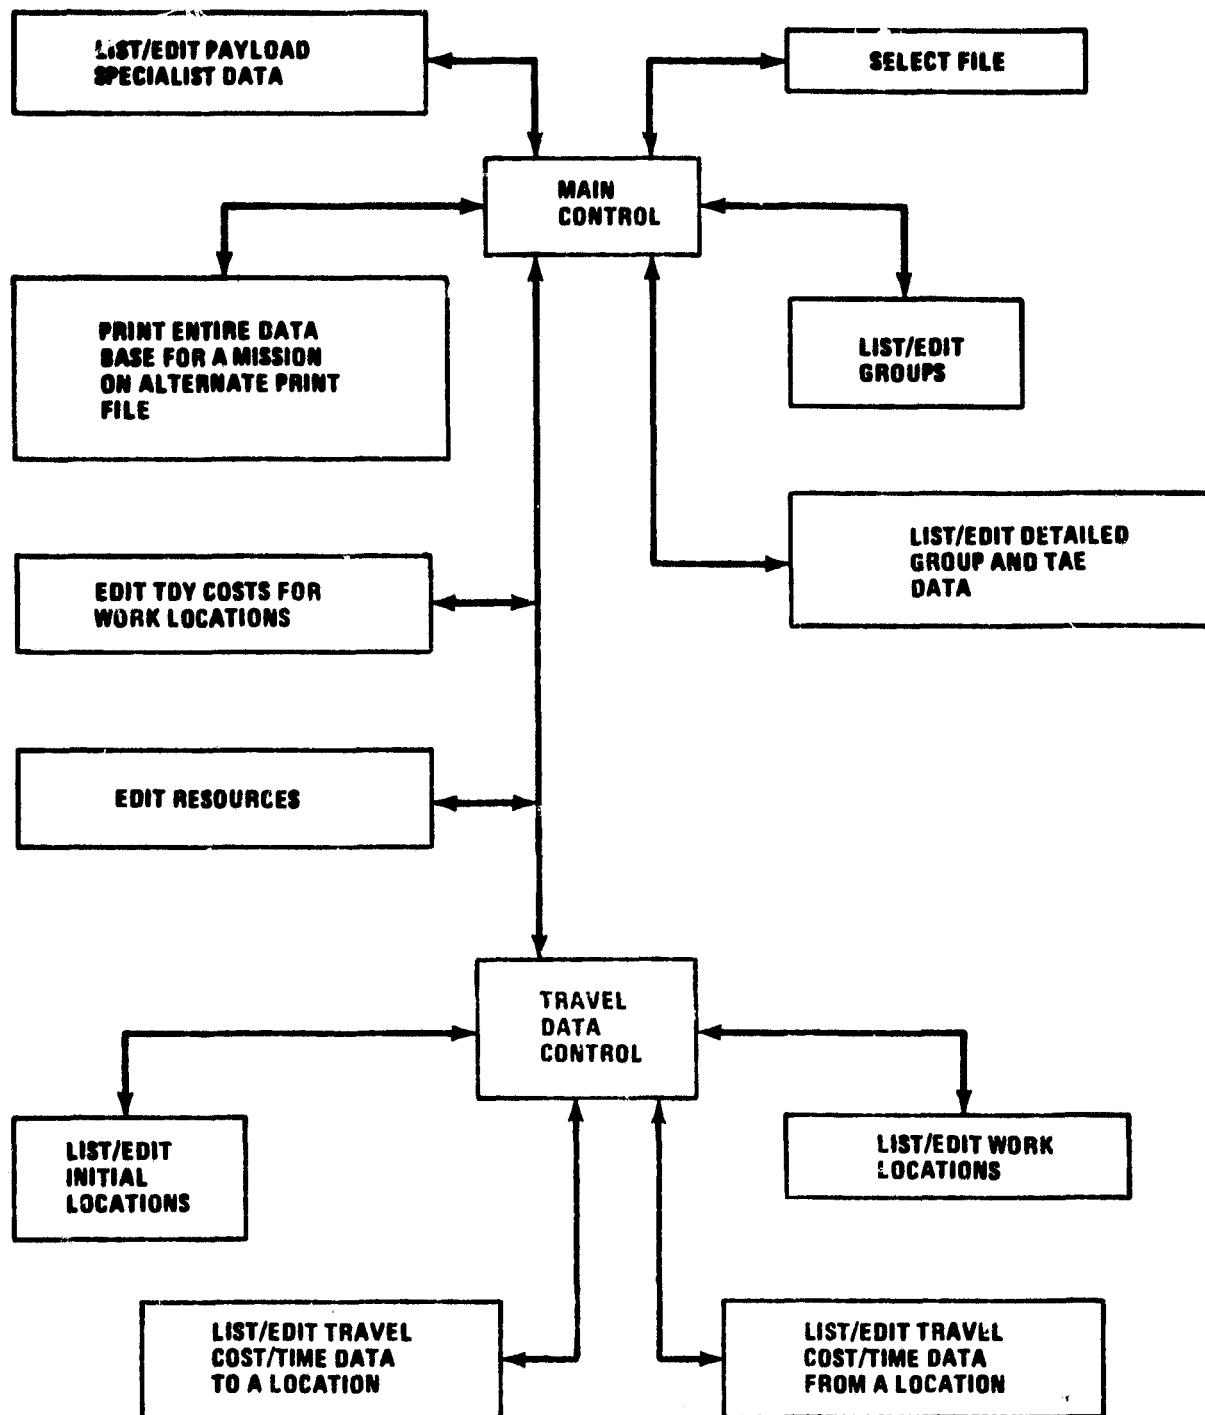 LIST/EDIT PAYLOAD
SPECIALIST DATA
SELECT FILE
MAIN
CONTROL
PRINT ENTIRE DATA
BASE FOR A MISSION
ON ALTERNATE PRINT
FILE
LIST/EDIT
GROUPS
LIST/EDIT DETAILED
GROUP AND TAE
DATA
EDIT TDY COSTS FOR
WORK LOCATIONS
EDIT RESOURCES
TRAVEL
DATA
CONTROL
LIST/EDIT
INITIAL
LOCATIONS
LIST/EDIT WORK
LOCATIONS
LIST/EDIT TRAVEL
COST/TIME DATA
TO A LOCATION
LIST/EDIT TRAVEL
COST/TIME DATA
FROM A LOCATION